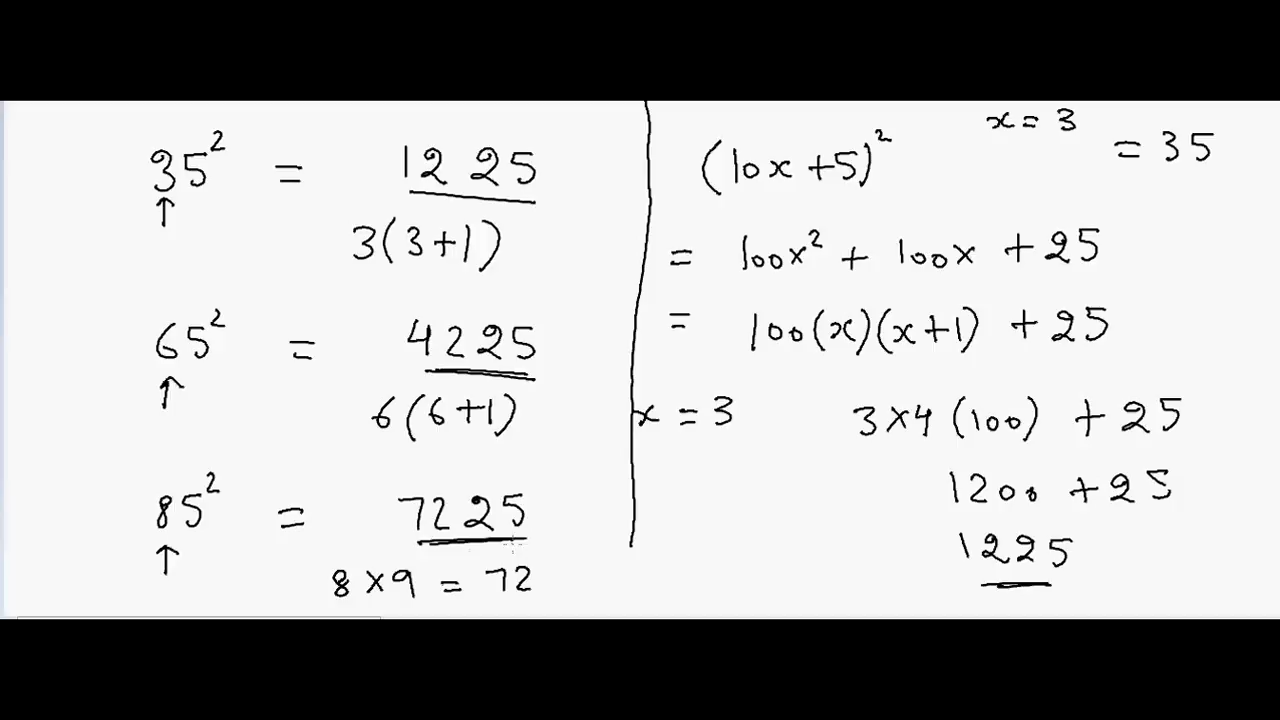 35² = 1225
↑
3(3+1)
65² = 4225
↑
6(6+1)
85² = 7225
↑
8×9 = 72
x = 3
(10x+5)² = 35
= 100x² + 100x + 25
= 100(x)(x+1) + 25
x = 3 3×4 (100) + 25
1200 + 25
1225